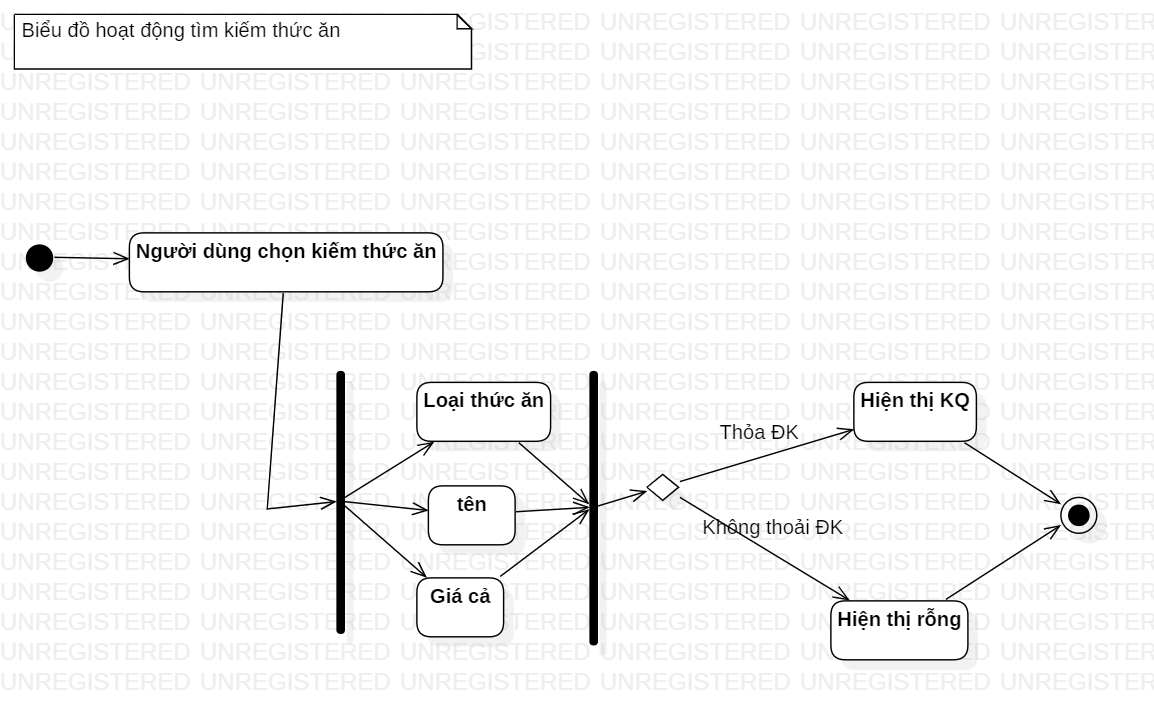 Biểu đồ hoạt động tìm kiếm thức ăn
Người dùng chọn kiếm thức ăn
Loại thức ăn
tên
Giá cả
Thỏa ĐK
Không thoải ĐK
Hiện thị KQ
Hiện thị rỗng
UNREGISTERED